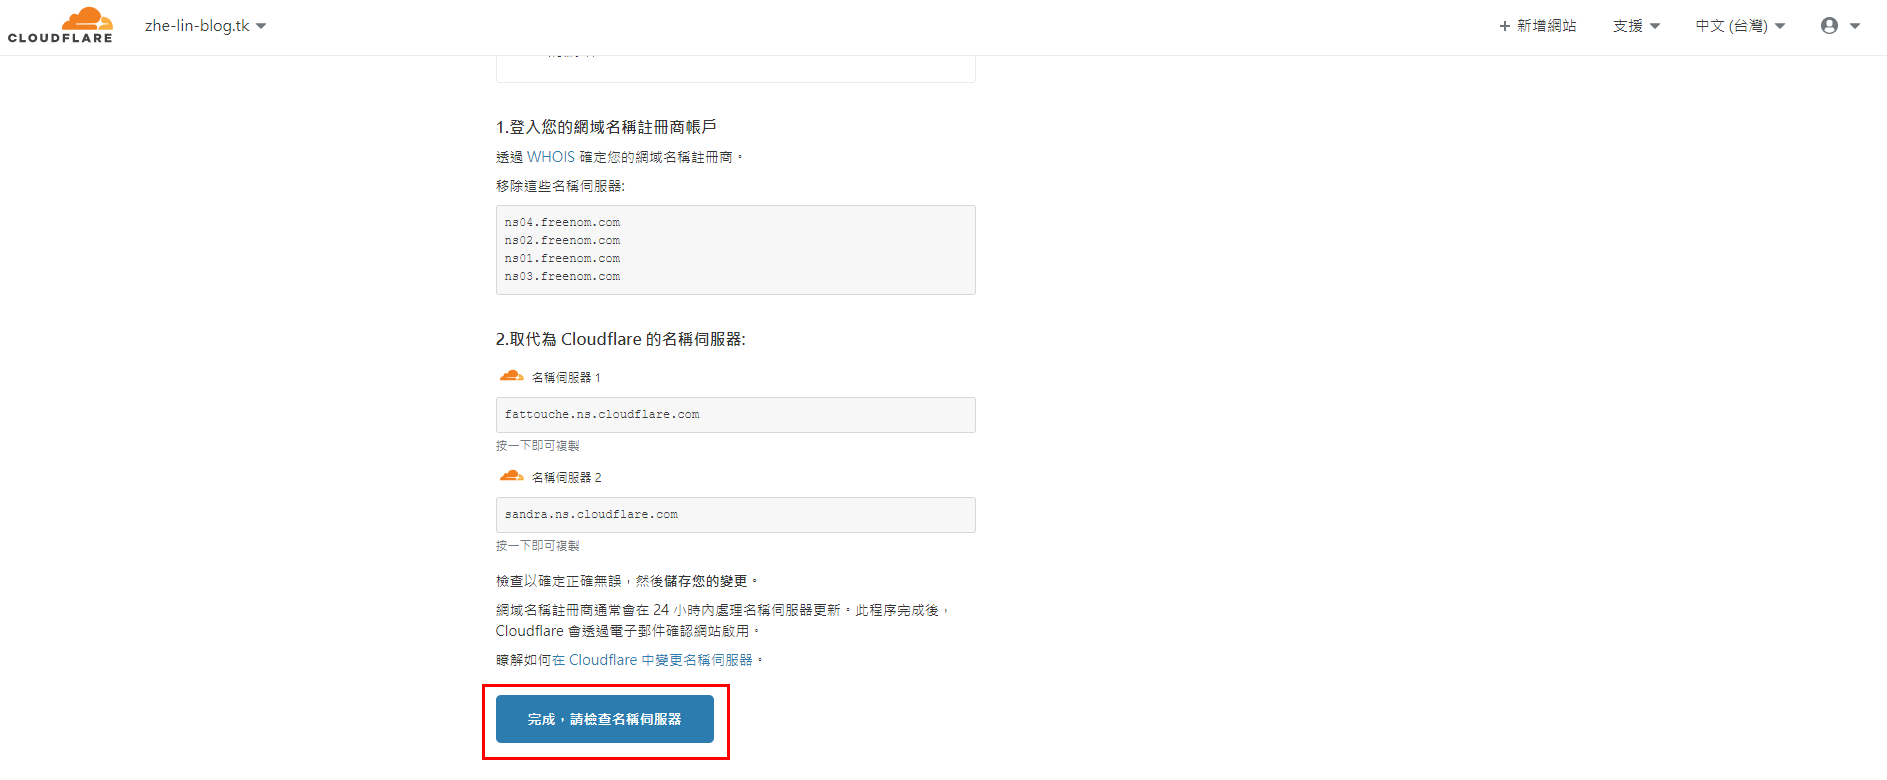 CLOUDFLARE
zhe-lin-blog.tk
+ 新增網站
支援
中文 (台灣)
1.登入您的網域名稱註冊商帳戶
透過 WHOIS 確定您的網域名稱註冊商。
移除這些名稱伺服器:
ns04.freenom.com
ns02.freenom.com
ns01.freenom.com
ns03.freenom.com
2.取代為 Cloudflare 的名稱伺服器:
名稱伺服器 1
fattouche.ns.cloudflare.com
按一下即可複製
名稱伺服器 2
sandra.ns.cloudflare.com
按一下即可複製
檢查以確定正確無誤，然後儲存您的變更。
網域名稱註冊商通常會在 24 小時內處理名稱伺服器更新。此程序完成後，
Cloudflare 會透過電子郵件確認網站啟用。
瞭解如何在 Cloudflare 中變更名稱伺服器。
完成，請檢查名稱伺服器